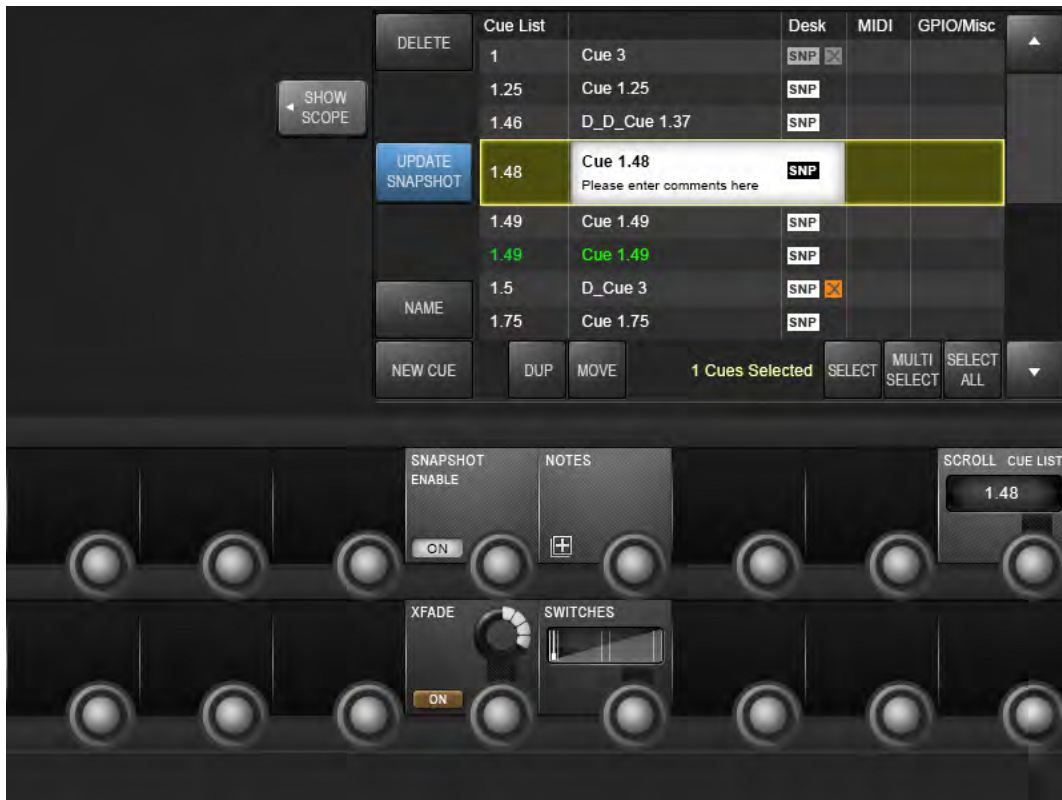 Cue List Desk MIDI GPIO/Misc
DELETE
1 Cue 3 SNP
1.25 Cue 1.25 SNP
SHOW
SCOPE
1.46 D_D_Cue 1.37 SNP
UPDATE
SNAPSHOT
1.48 Cue 1.48 SNP
Please enter comments here
1.49 Cue 1.49 SNP
1.49 Cue 1.49 SNP
1.5 D_Cue 3 SNP
NAME
1.75 Cue 1.75 SNP
NEW CUE DUP MOVE 1 Cues Selected SELECT MULTI SELECT SELECT ALL
SNAPSHOT NOTES SCROLL CUE LIST
ENABLE
1.48
ON
XFADE SWITCHES
ON